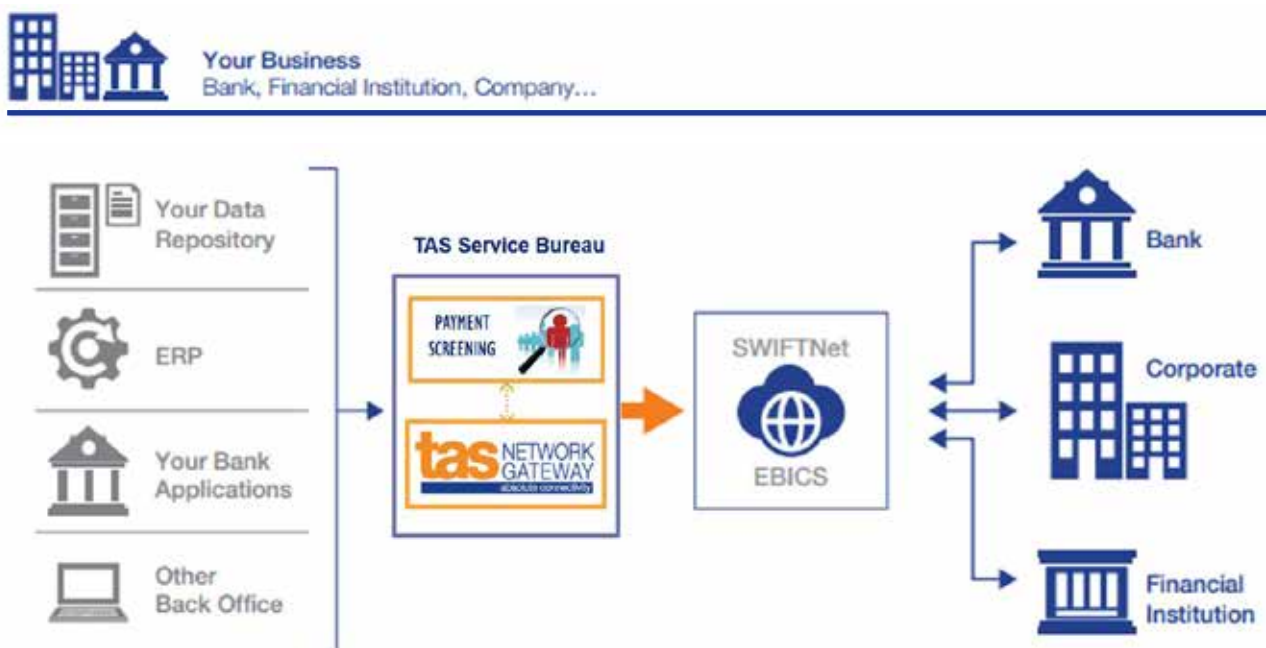 Your Business
Bank, Financial Institution, Company...
Your Data
Repository
ERP
Your Bank
Applications
Other
Back Office
TAS Service Bureau
PAYMENT
SCREENING
tas NETWORK
GATEWAY
absolute connectivity
SWIFTNet
EBICS
Bank
Corporate
Financial
Institution